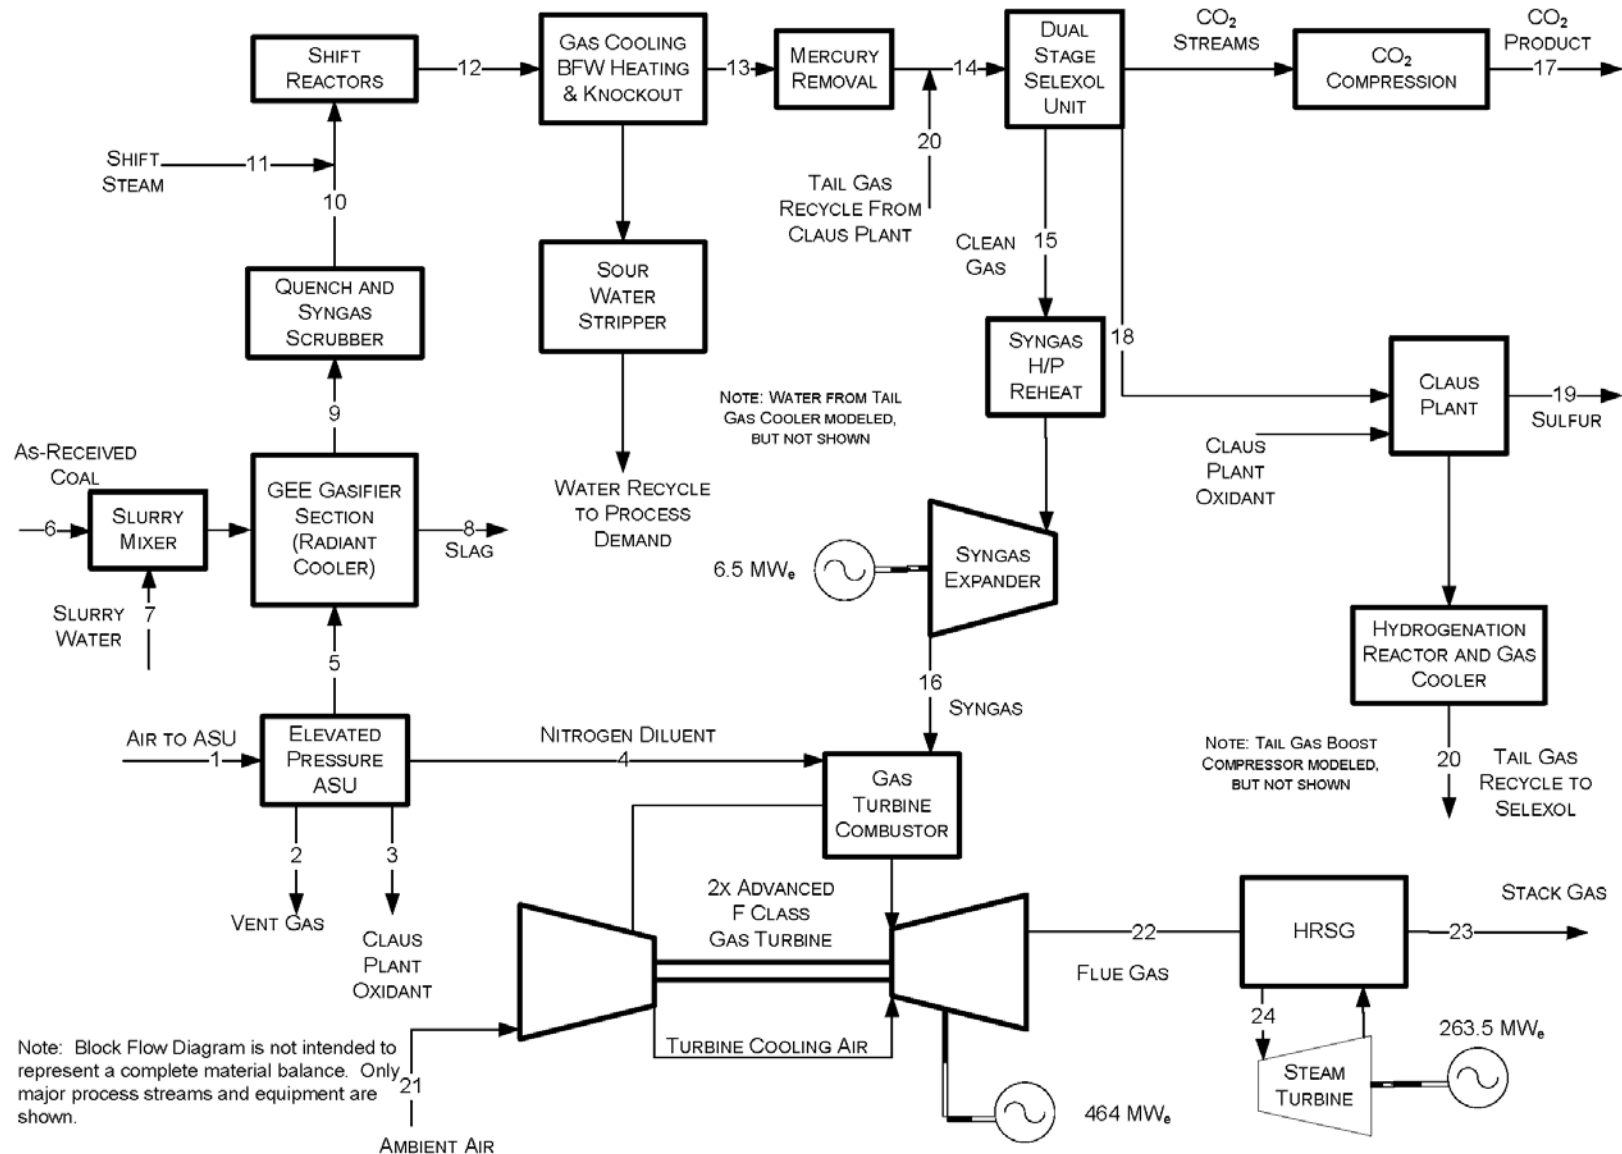 SHIFT
REACTORS
12
GAS COOLING
BFW HEATING
& KNOCKOUT
13
MERCURY
REMOVAL
14
DUAL
STAGE
SELEXOL
UNIT
CO2
STREAMS
CO2
COMPRESSION
CO2
PRODUCT
17
SHIFT
STEAM
11
10
20
TAIL GAS
RECYCLE FROM
CLAUS PLANT
QUENCH AND
SYNGAS
SCRUBBER
SOUR
WATER
STRIPPER
CLEAN
GAS
15
SYNGAS
H/P
REHEAT
18
CLAUS
PLANT
19
SULFUR
CLAUS
PLANT
OXIDANT
NOTE: WATER FROM TAIL
GAS COOLER MODELED,
BUT NOT SHOWN
9
AS-RECEIVED
COAL
6
SLURRY
MIXER
GEE GASIFIER
SECTION
(RADIANT
COOLER)
8
SLAG
WATER RECYCLE
TO PROCESS
DEMAND
7
SLURRY
WATER
6.5 MWe
SYNGAS
EXPANDER
HYDROGENATION
REACTOR AND GAS
COOLER
5
16
SYNGAS
AIR TO ASU
1
ELEVATED
PRESSURE
ASU
NITROGEN DILUENT
4
GAS
TURBINE
COMBUSTOR
NOTE: TAIL GAS BOOST
COMPRESSOR MODELED,
BUT NOT SHOWN
20
TAIL GAS
RECYCLE TO
SELEXOL
2
VENT GAS
3
CLAUS
PLANT
OXIDANT
2X ADVANCED
F CLASS
GAS TURBINE
22
FLUE GAS
HRSG
STACK GAS
23
TURBINE COOLING AIR
24
STEAM
TURBINE
263.5 MWe
464 MWe
Note: Block Flow Diagram is not intended to
represent a complete material balance. Only
major process streams and equipment are
shown.
21
AMBIENT AIR